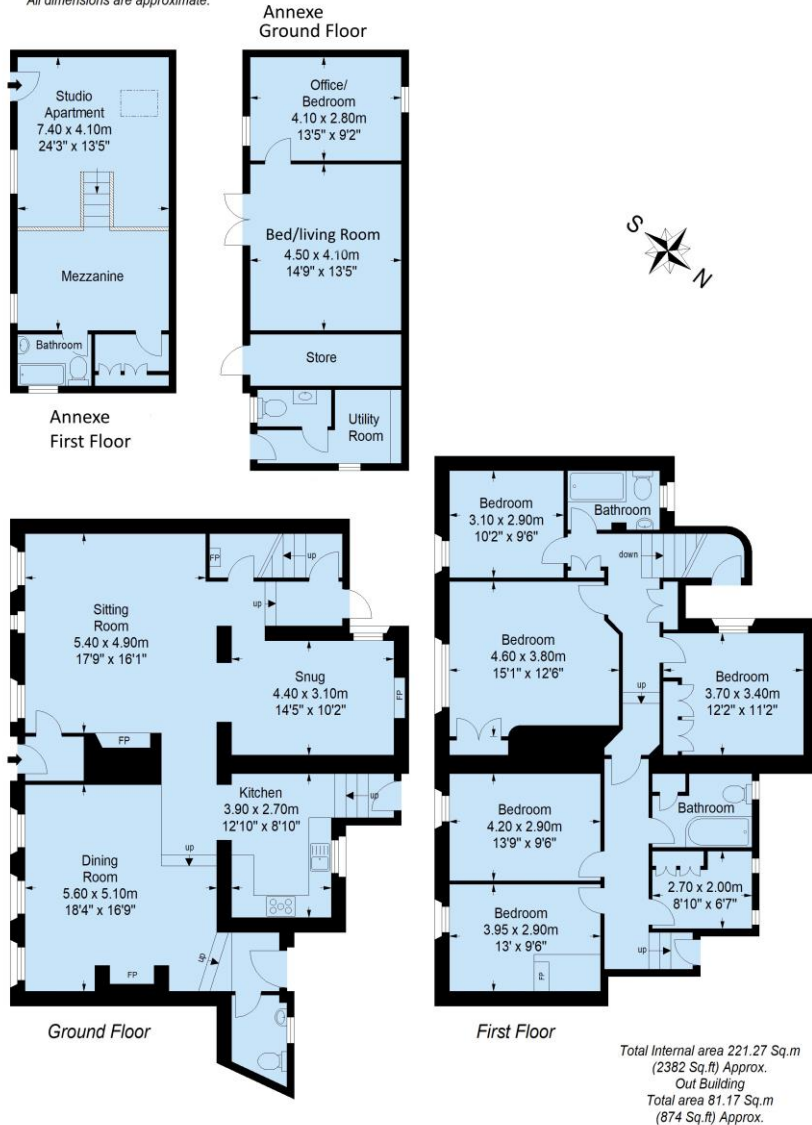 All dimensions are approximate.
Annexe
Ground Floor
Studio
Apartment
7.40 x 4.10m
24'3" x 13'5"
Mezzanine
Bathroom
Annexe
First Floor
Office/
Bedroom
4.10 x 2.80m
13'5" x 9'2"
Bed/living Room
4.50 x 4.10m
14'9" x 13'5"
Store
Utility
Room
S
N
Sitting
Room
5.40 x 4.90m
17'9" x 16'1"
FP
up
up
Snug
4.40 x 3.10m
14'5" x 10'2"
FP
FP
Kitchen
3.90 x 2.70m
12'10" x 8'10"
up
up
Dining
Room
5.60 x 5.10m
18'4" x 16'9"
FP
up
Ground Floor
Bedroom
3.10 x 2.90m
10'2" x 9'6"
Bathroom
down
Bedroom
4.60 x 3.80m
15'1" x 12'6"
up
Bedroom
3.70 x 3.40m
12'2" x 11'2"
Bedroom
4.20 x 2.90m
13'9" x 9'6"
Bathroom
2.70 x 2.00m
8'10" x 6'7"
Bedroom
3.95 x 2.90m
13' x 9'6"
FP
up
First Floor
Total Internal area 221.27 Sq.m
(2382 Sq.ft) Approx.
Out Building
Total area 81.17 Sq.m
(874 Sq.ft) Approx.